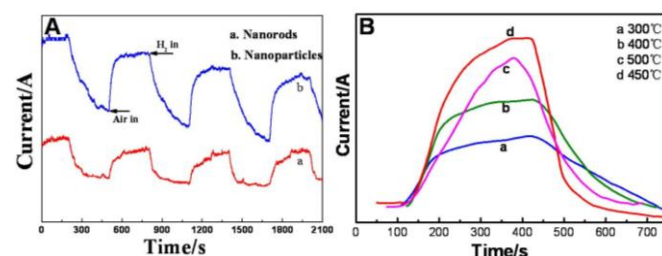 A
H₂ in
a. Nanorods
b. Nanoparticles
Air in
b
a
Current/A
0 300 600 900 1200 1500 1800 2100
Time/s
B
a 300℃
b 400℃
c 500℃
d 450℃
d
c
b
a
Current/A
0 100 200 300 400 500 600 700
Time/s